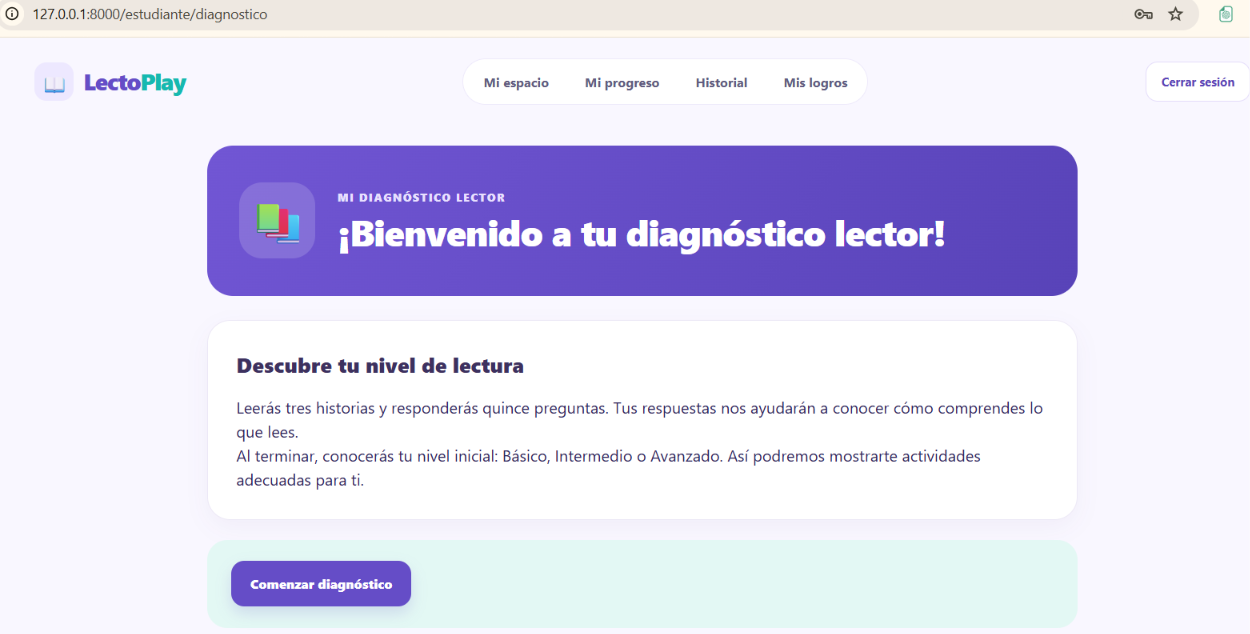 127.0.0.1:8000/estudiante/diagnostico
LectoPlay
Mi espacio
Mi progreso
Historial
Mis logros
Cerrar sesión
MI DIAGNÓSTICO LECTOR
¡Bienvenido a tu diagnóstico lector!
Descubre tu nivel de lectura
Leerás tres historias y responderás quince preguntas. Tus respuestas nos ayudarán a conocer cómo comprendes lo
que lees.
Al terminar, conocerás tu nivel inicial: Básico, Intermedio o Avanzado. Así podremos mostrarte actividades
adecuadas para ti.
Comenzar diagnóstico